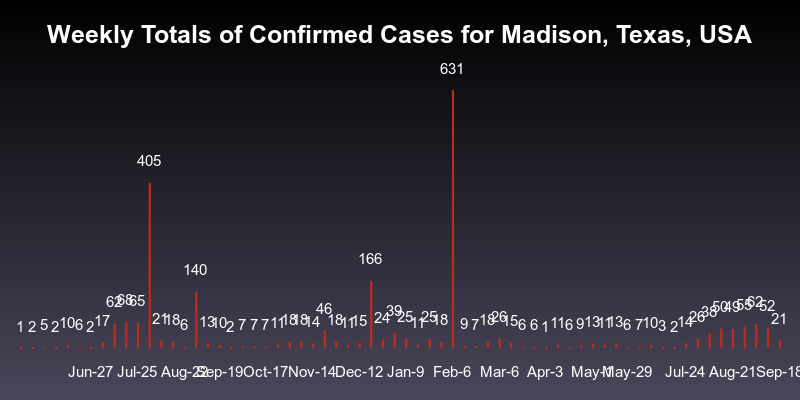 Weekly Totals of Confirmed Cases for Madison, Texas, USA
631
405
166
140
1 2 5 2 10 6 2 17 62 68 65 21 18 6 13 10 2 7 7 7 11 18 18 14 46 18 11 15 24 39 25 11 25 18 9 7 18 26 15 6 6 1 11 6 9 13 11 13 6 7 10 3 2 14 26 38 50 49 55 62 52 21
Jun-27 Jul-25 Aug-22 Sep-19 Oct-17 Nov-14 Dec-12 Jan-9 Feb-6 Mar-6 Apr-3 May-1 May-29 Jul-24 Aug-21 Sep-18